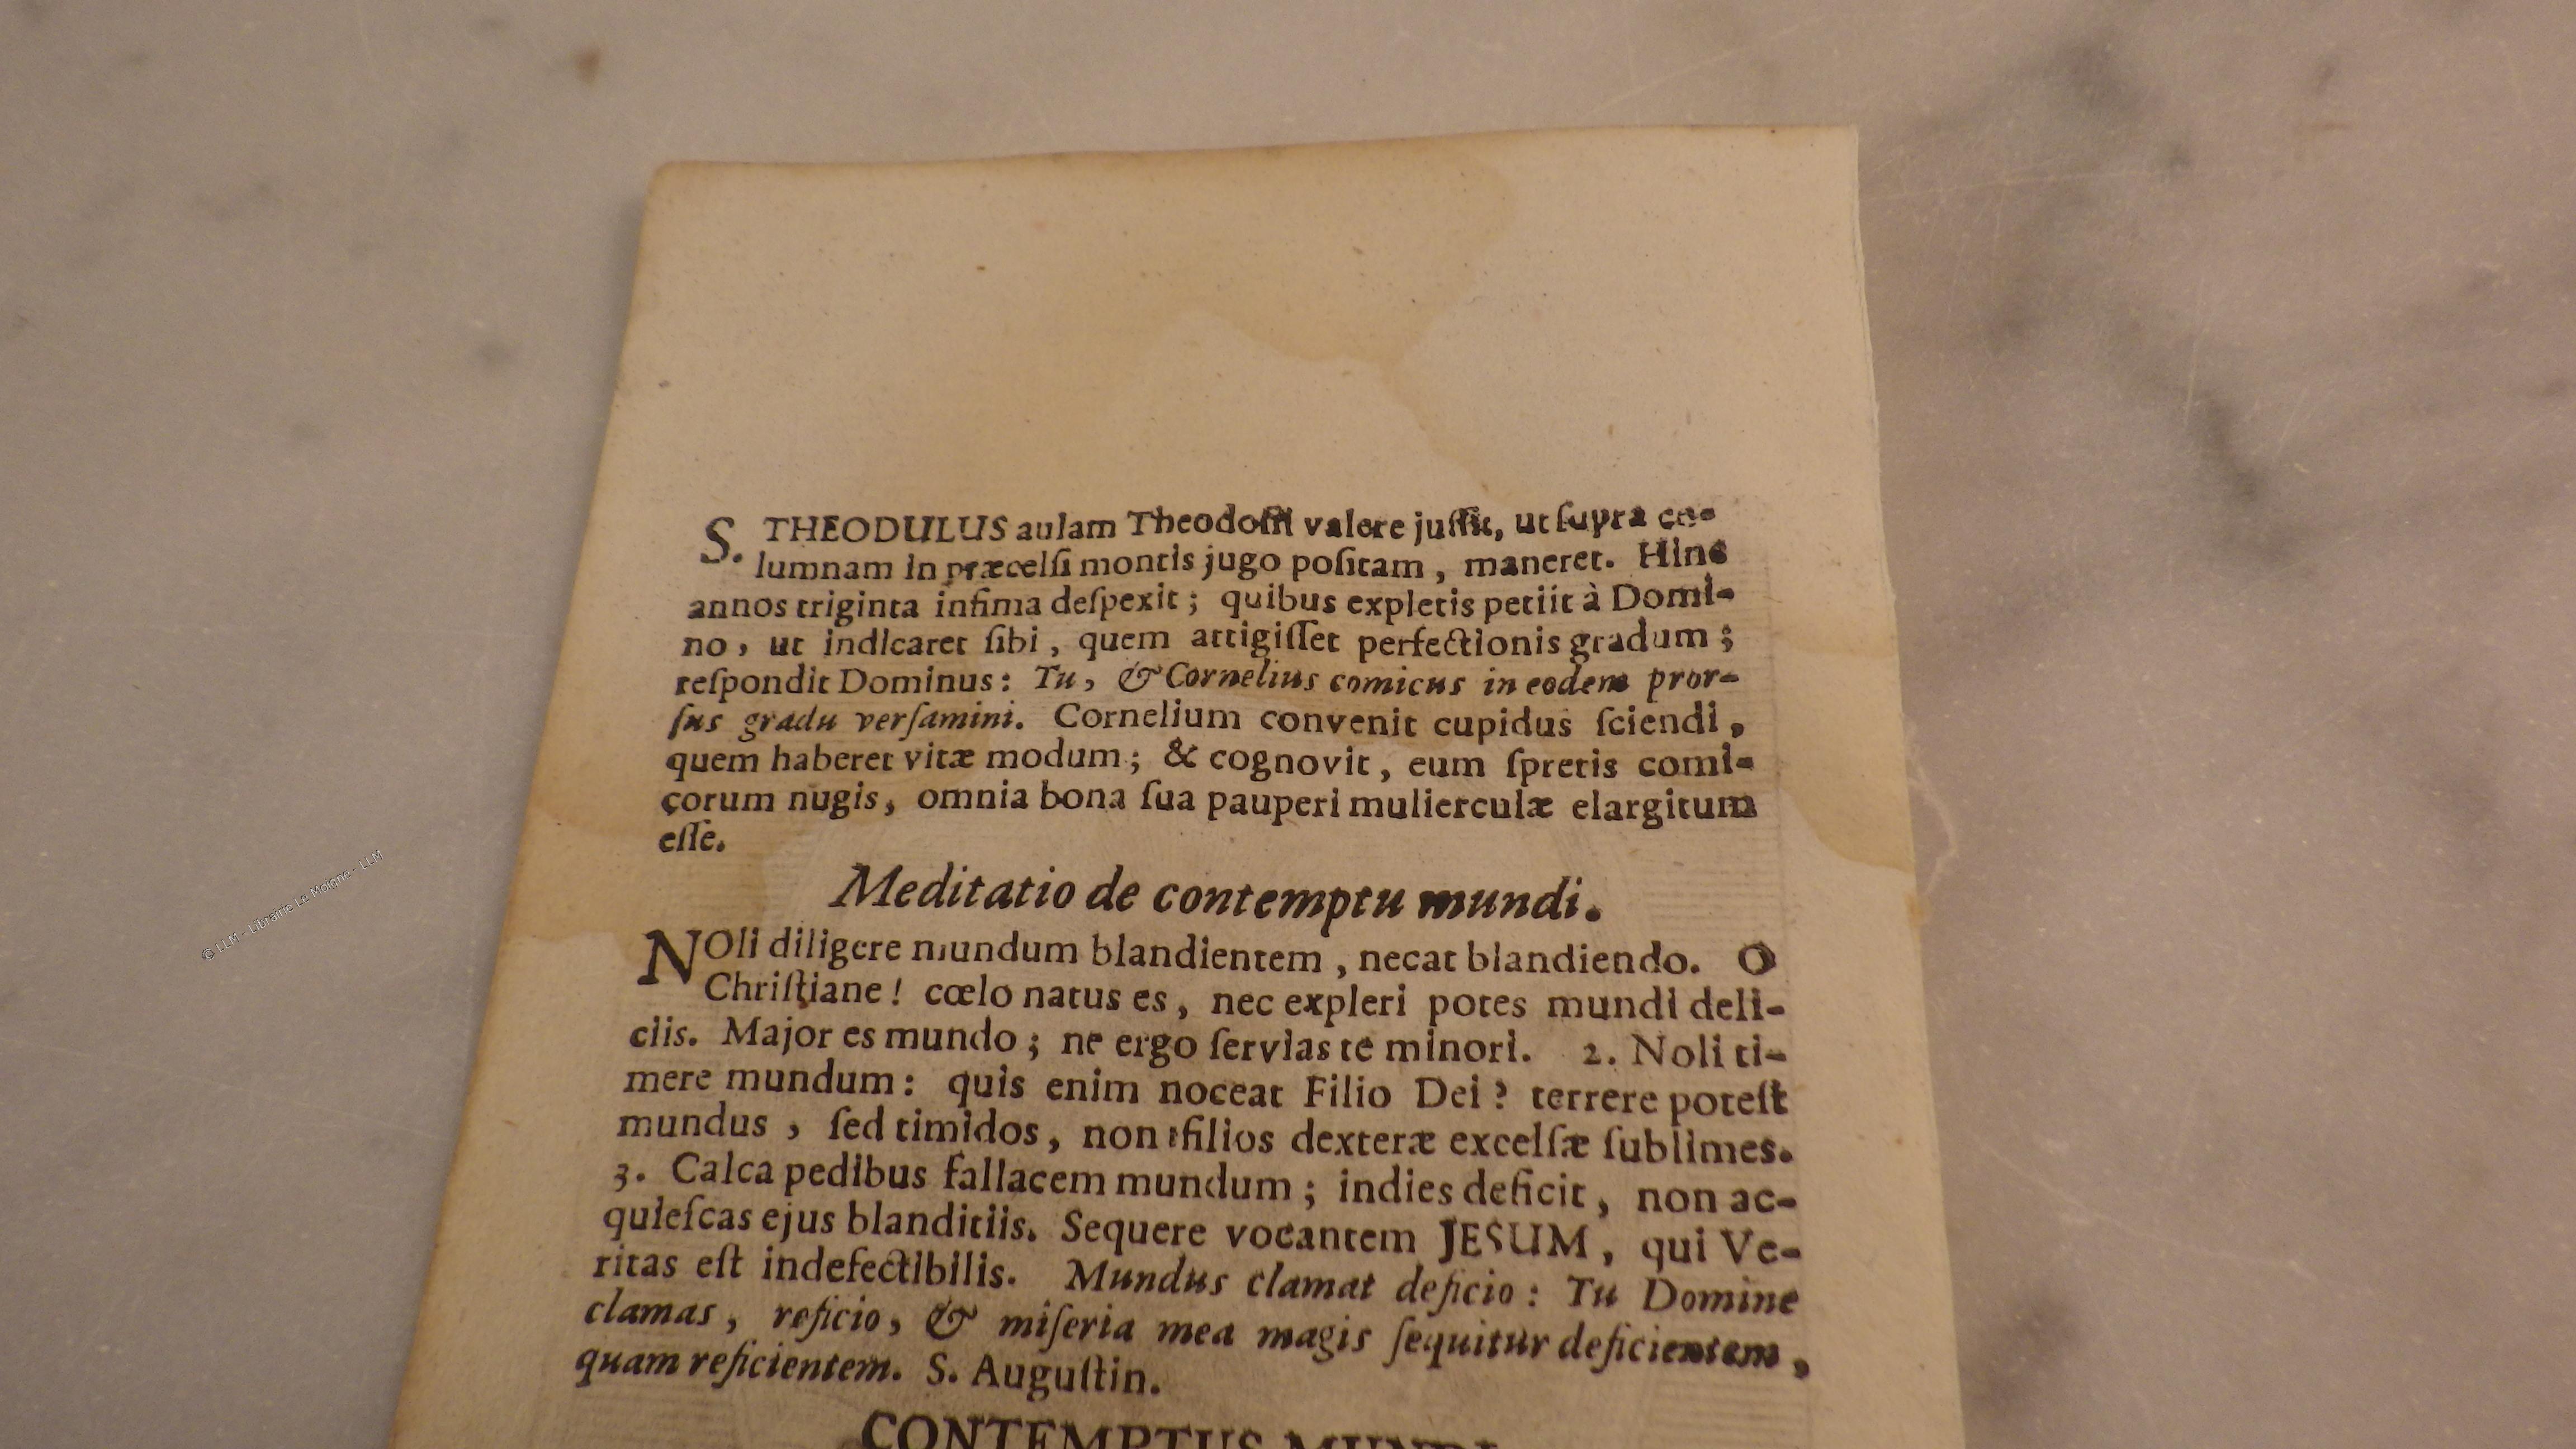 S. THEODULUS aulam Theodoſii valere juſſit, ut ſupra co-
lumnam in præcelſi montis jugo poſitam, maneret. Hinc
annos triginta infima deſpexit; quibus expletis petiit à Domi-
no, ut indicaret ſibi, quem attigiſſet perfectionis gradum;
reſpondit Dominus: Tu, & Cornelius comicus in eodem pror-
ſus gradu verſamini. Cornelium convenit cupidus ſciendi,
quem haberet vitæ modum; & cognovit, eum ſpretis comi-
corum nugis, omnia bona ſua pauperi mulierculæ elargitum
eſſe.
Meditatio de contemptu mundi.
NOli diligere mundum blandientem, necat blandiendo. O
Chriſtiane! cœlo natus es, nec expleri potes mundi deli-
ciis. Major es mundo; ne ergo ſervias te minori. 2. Noli ti-
mere mundum: quis enim noceat Filio Dei? terrere poteſt
mundus, ſed timidos, non filios dexteræ excelſæ ſublimes.
3. Calca pedibus fallacem mundum; indies deficit, non ac-
quieſcas ejus blanditiis. Sequere vocantem JESUM, qui Ve-
ritas eſt indefectibilis. Mundus clamat deficio: Tu Domine
clamas, reficio, & miſeria mea magis ſequitur deficientem,
quam reficientem. S. Auguſtin.
CONTEMPTUS MUNDI
© LLM - Librairie Le Moigne - LLM